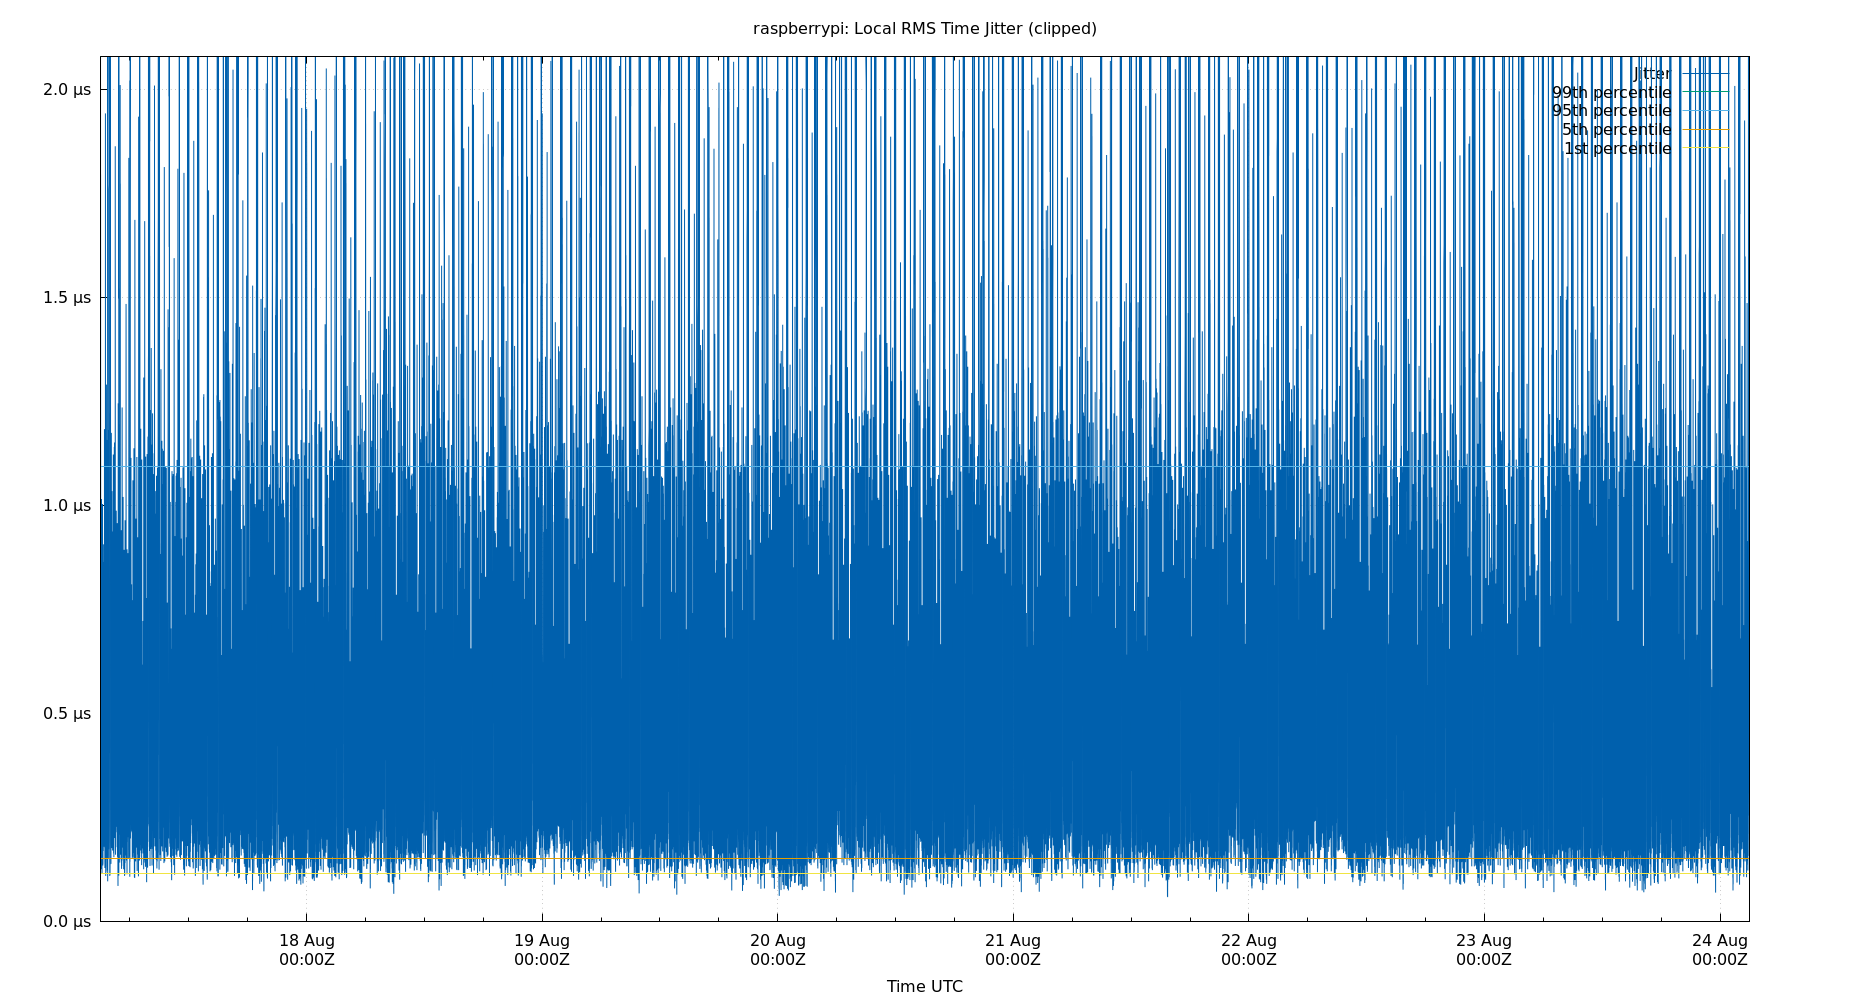 raspberrypi: Local RMS Time Jitter (clipped)
2.0 µs
1.5 µs
1.0 µs
0.5 µs
0.0 µs
Jitter
99th percentile
95th percentile
5th percentile
1st percentile
18 Aug
00:00Z
19 Aug
00:00Z
20 Aug
00:00Z
21 Aug
00:00Z
22 Aug
00:00Z
23 Aug
00:00Z
24 Aug
00:00Z
Time UTC